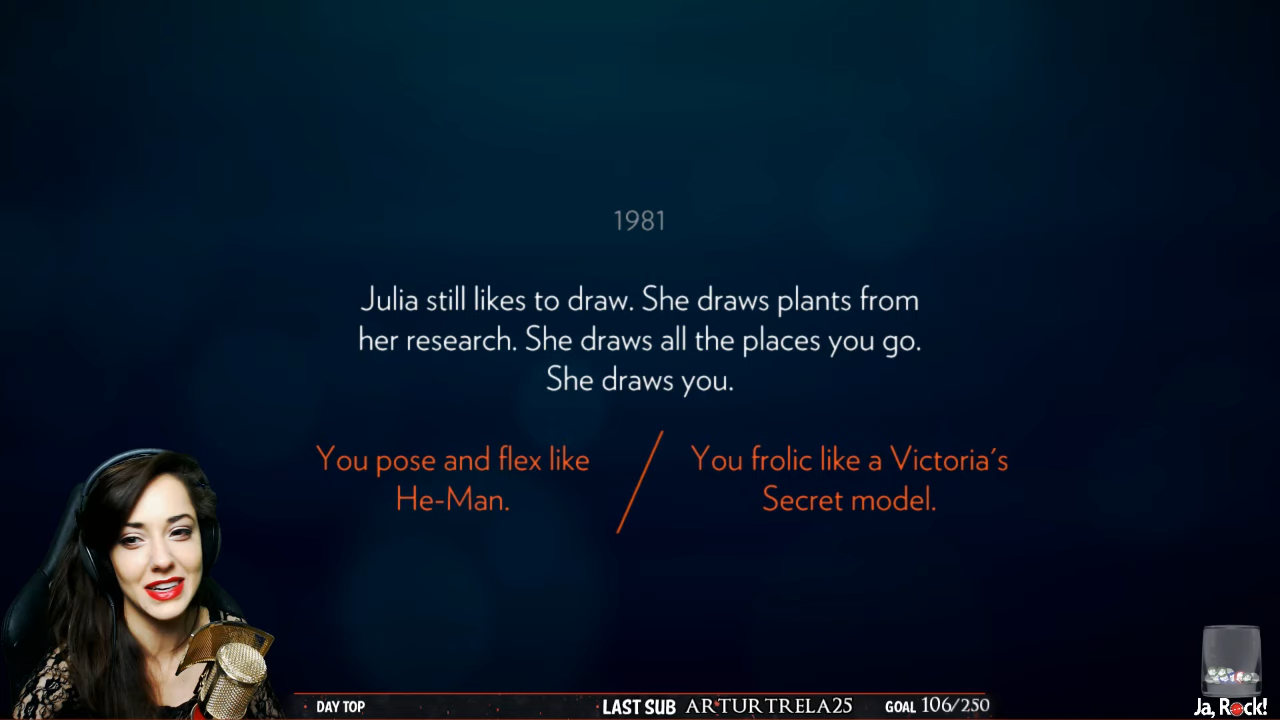 1981
Julia still likes to draw. She draws plants from
her research. She draws all the places you go.
She draws you.
You pose and flex like
He-Man.
You frolic like a Victoria's
Secret model.
DAY TOP
LAST SUB ARTURTRELA25
GOAL 106/250
Ja, Rock!